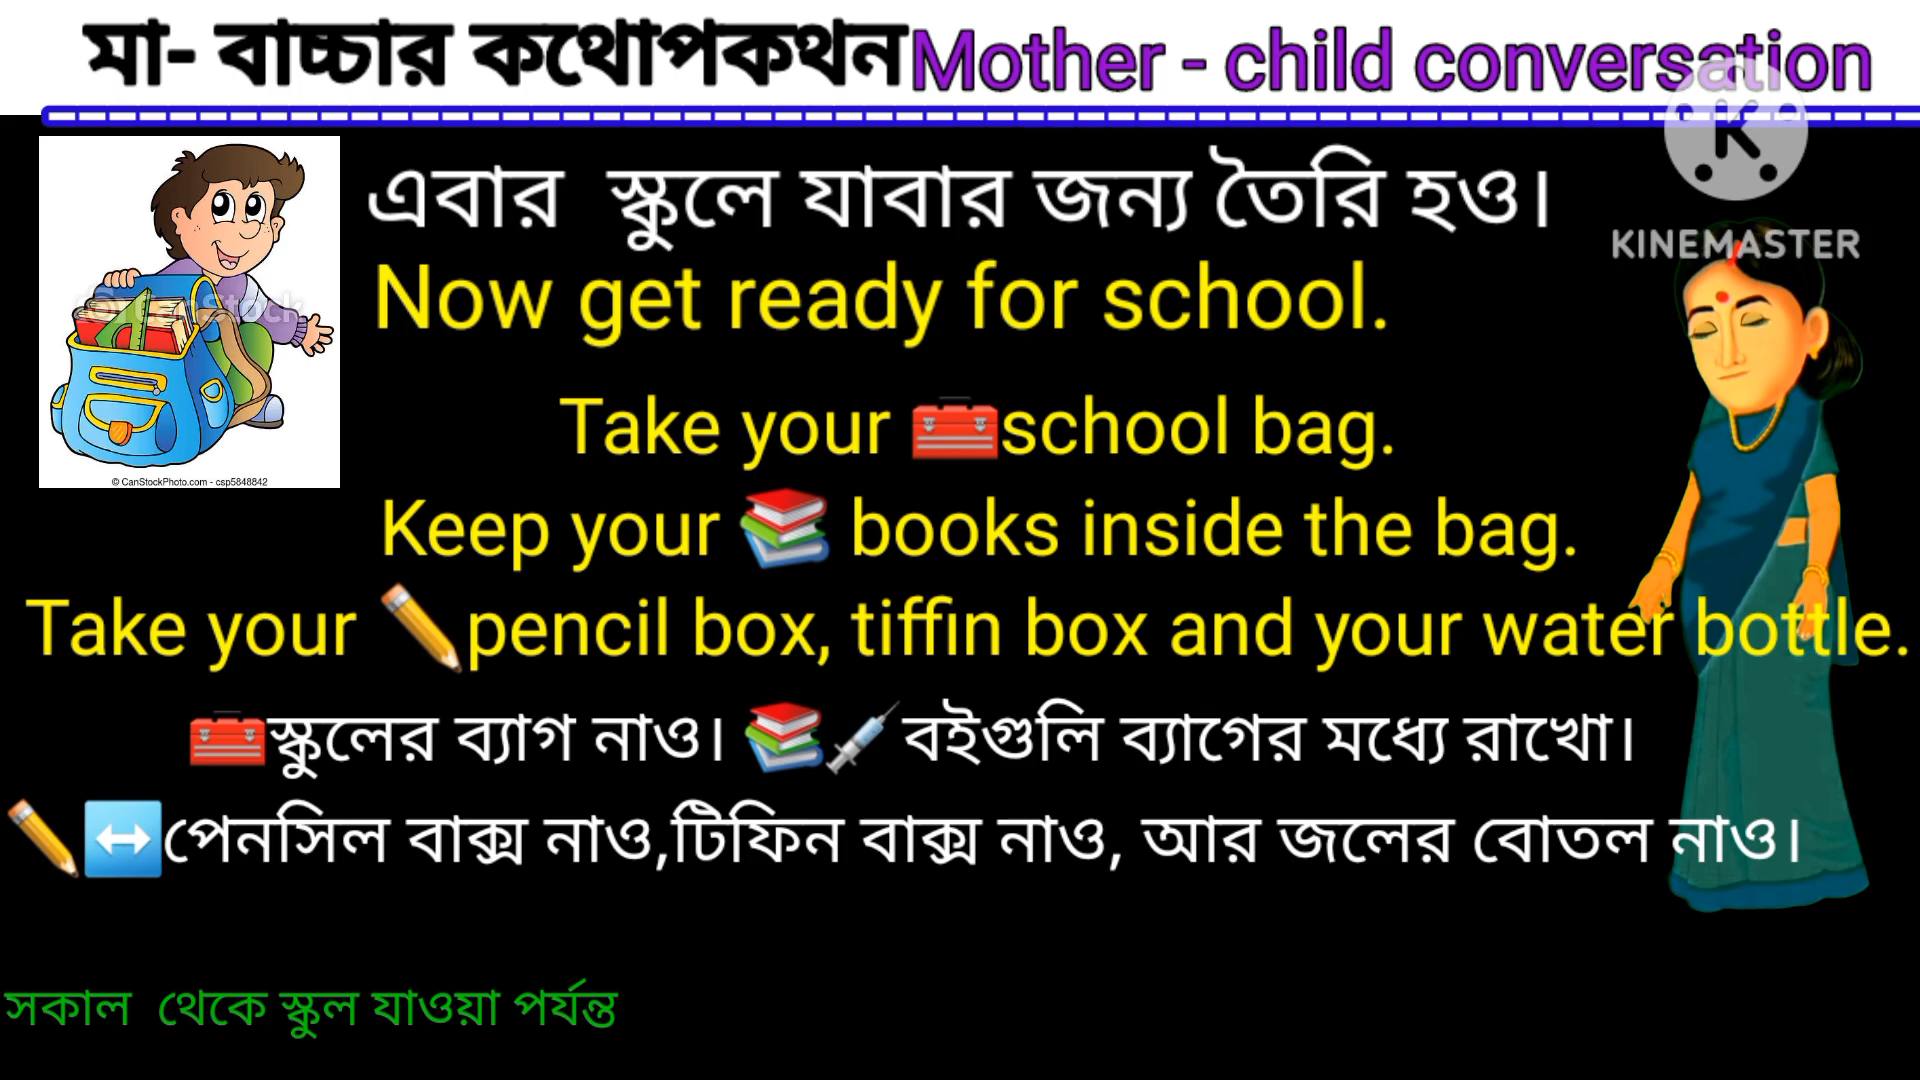 মা- বাচ্চার কথোপকথন Mother - child conversation
KINEMASTER
© CanStockPhoto.com - csp5848842
এবার স্কুলে যাবার জন্য তৈরি হও।
Now get ready for school.
Take your 🧰school bag.
Keep your 📚 books inside the bag.
Take your ✏️pencil box, tiffin box and your water bottle.
🧰স্কুলের ব্যাগ নাও। 📚💉বইগুলি ব্যাগের মধ্যে রাখো।
✏️↔️পেনসিল বাক্স নাও,টিফিন বাক্স নাও, আর জলের বোতল নাও।
সকাল থেকে স্কুল যাওয়া পর্যন্ত